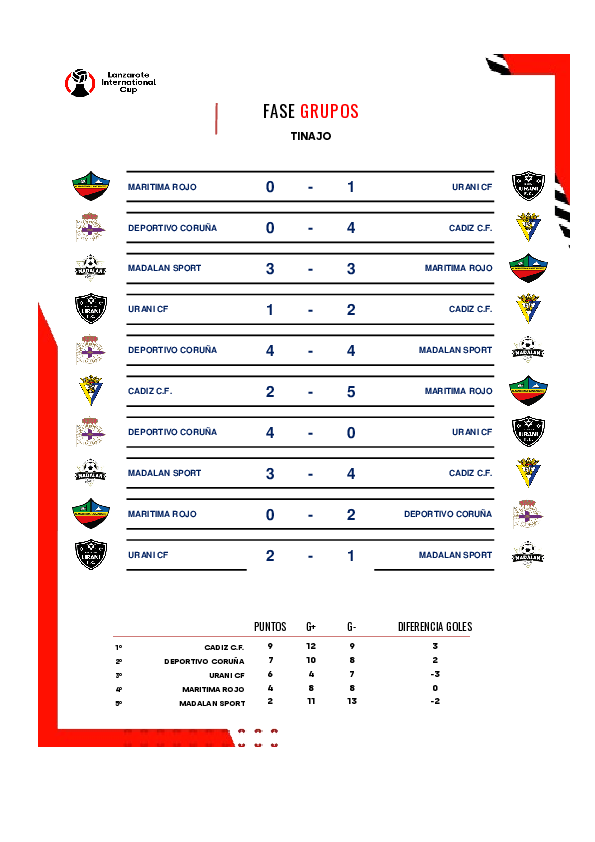 Lanzarote
International
Cup
FASE GRUPOS
TINAJO
MARITIMA ROJO 0 - 1 URANI CF
DEPORTIVO CORUÑA 0 - 4 CADIZ C.F.
MADALAN SPORT 3 - 3 MARITIMA ROJO
URANI CF 1 - 2 CADIZ C.F.
DEPORTIVO CORUÑA 4 - 4 MADALAN SPORT
CADIZ C.F. 2 - 5 MARITIMA ROJO
DEPORTIVO CORUÑA 4 - 0 URANI CF
MADALAN SPORT 3 - 4 CADIZ C.F.
MARITIMA ROJO 0 - 2 DEPORTIVO CORUÑA
URANI CF 2 - 1 MADALAN SPORT
PUNTOS G+ G- DIFERENCIA GOLES
1º CADIZ C.F. 9 12 9 3
2º DEPORTIVO CORUÑA 7 10 8 2
3º URANI CF 6 4 7 -3
4º MARITIMA ROJO 4 8 8 0
5º MADALAN SPORT 2 11 13 -2